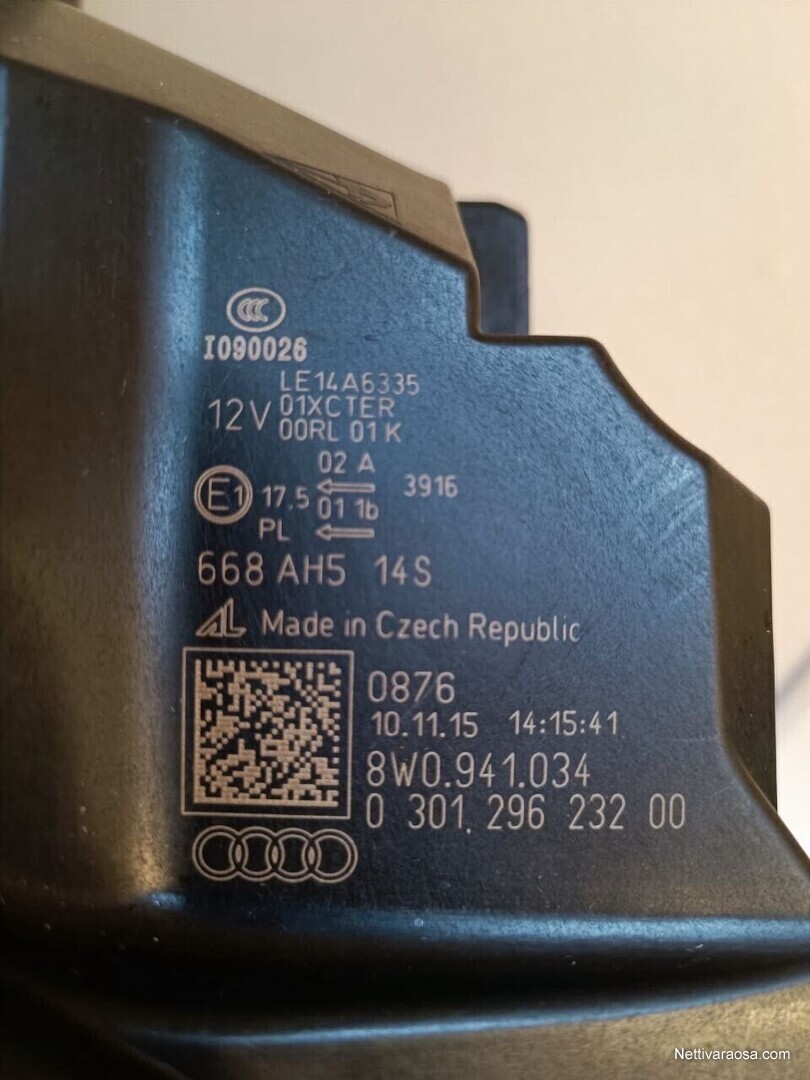 CCC
I090026
LE14A6335
12V 01XCTER
00RL 01K
02 A
E1 17.5 3916
01 1b
PL
668 AH5 14S
AL Made in Czech Republic
0876
10.11.15 14:15:41
8W0.941.034
0 301.296 232 00
Nettivaraosa.com